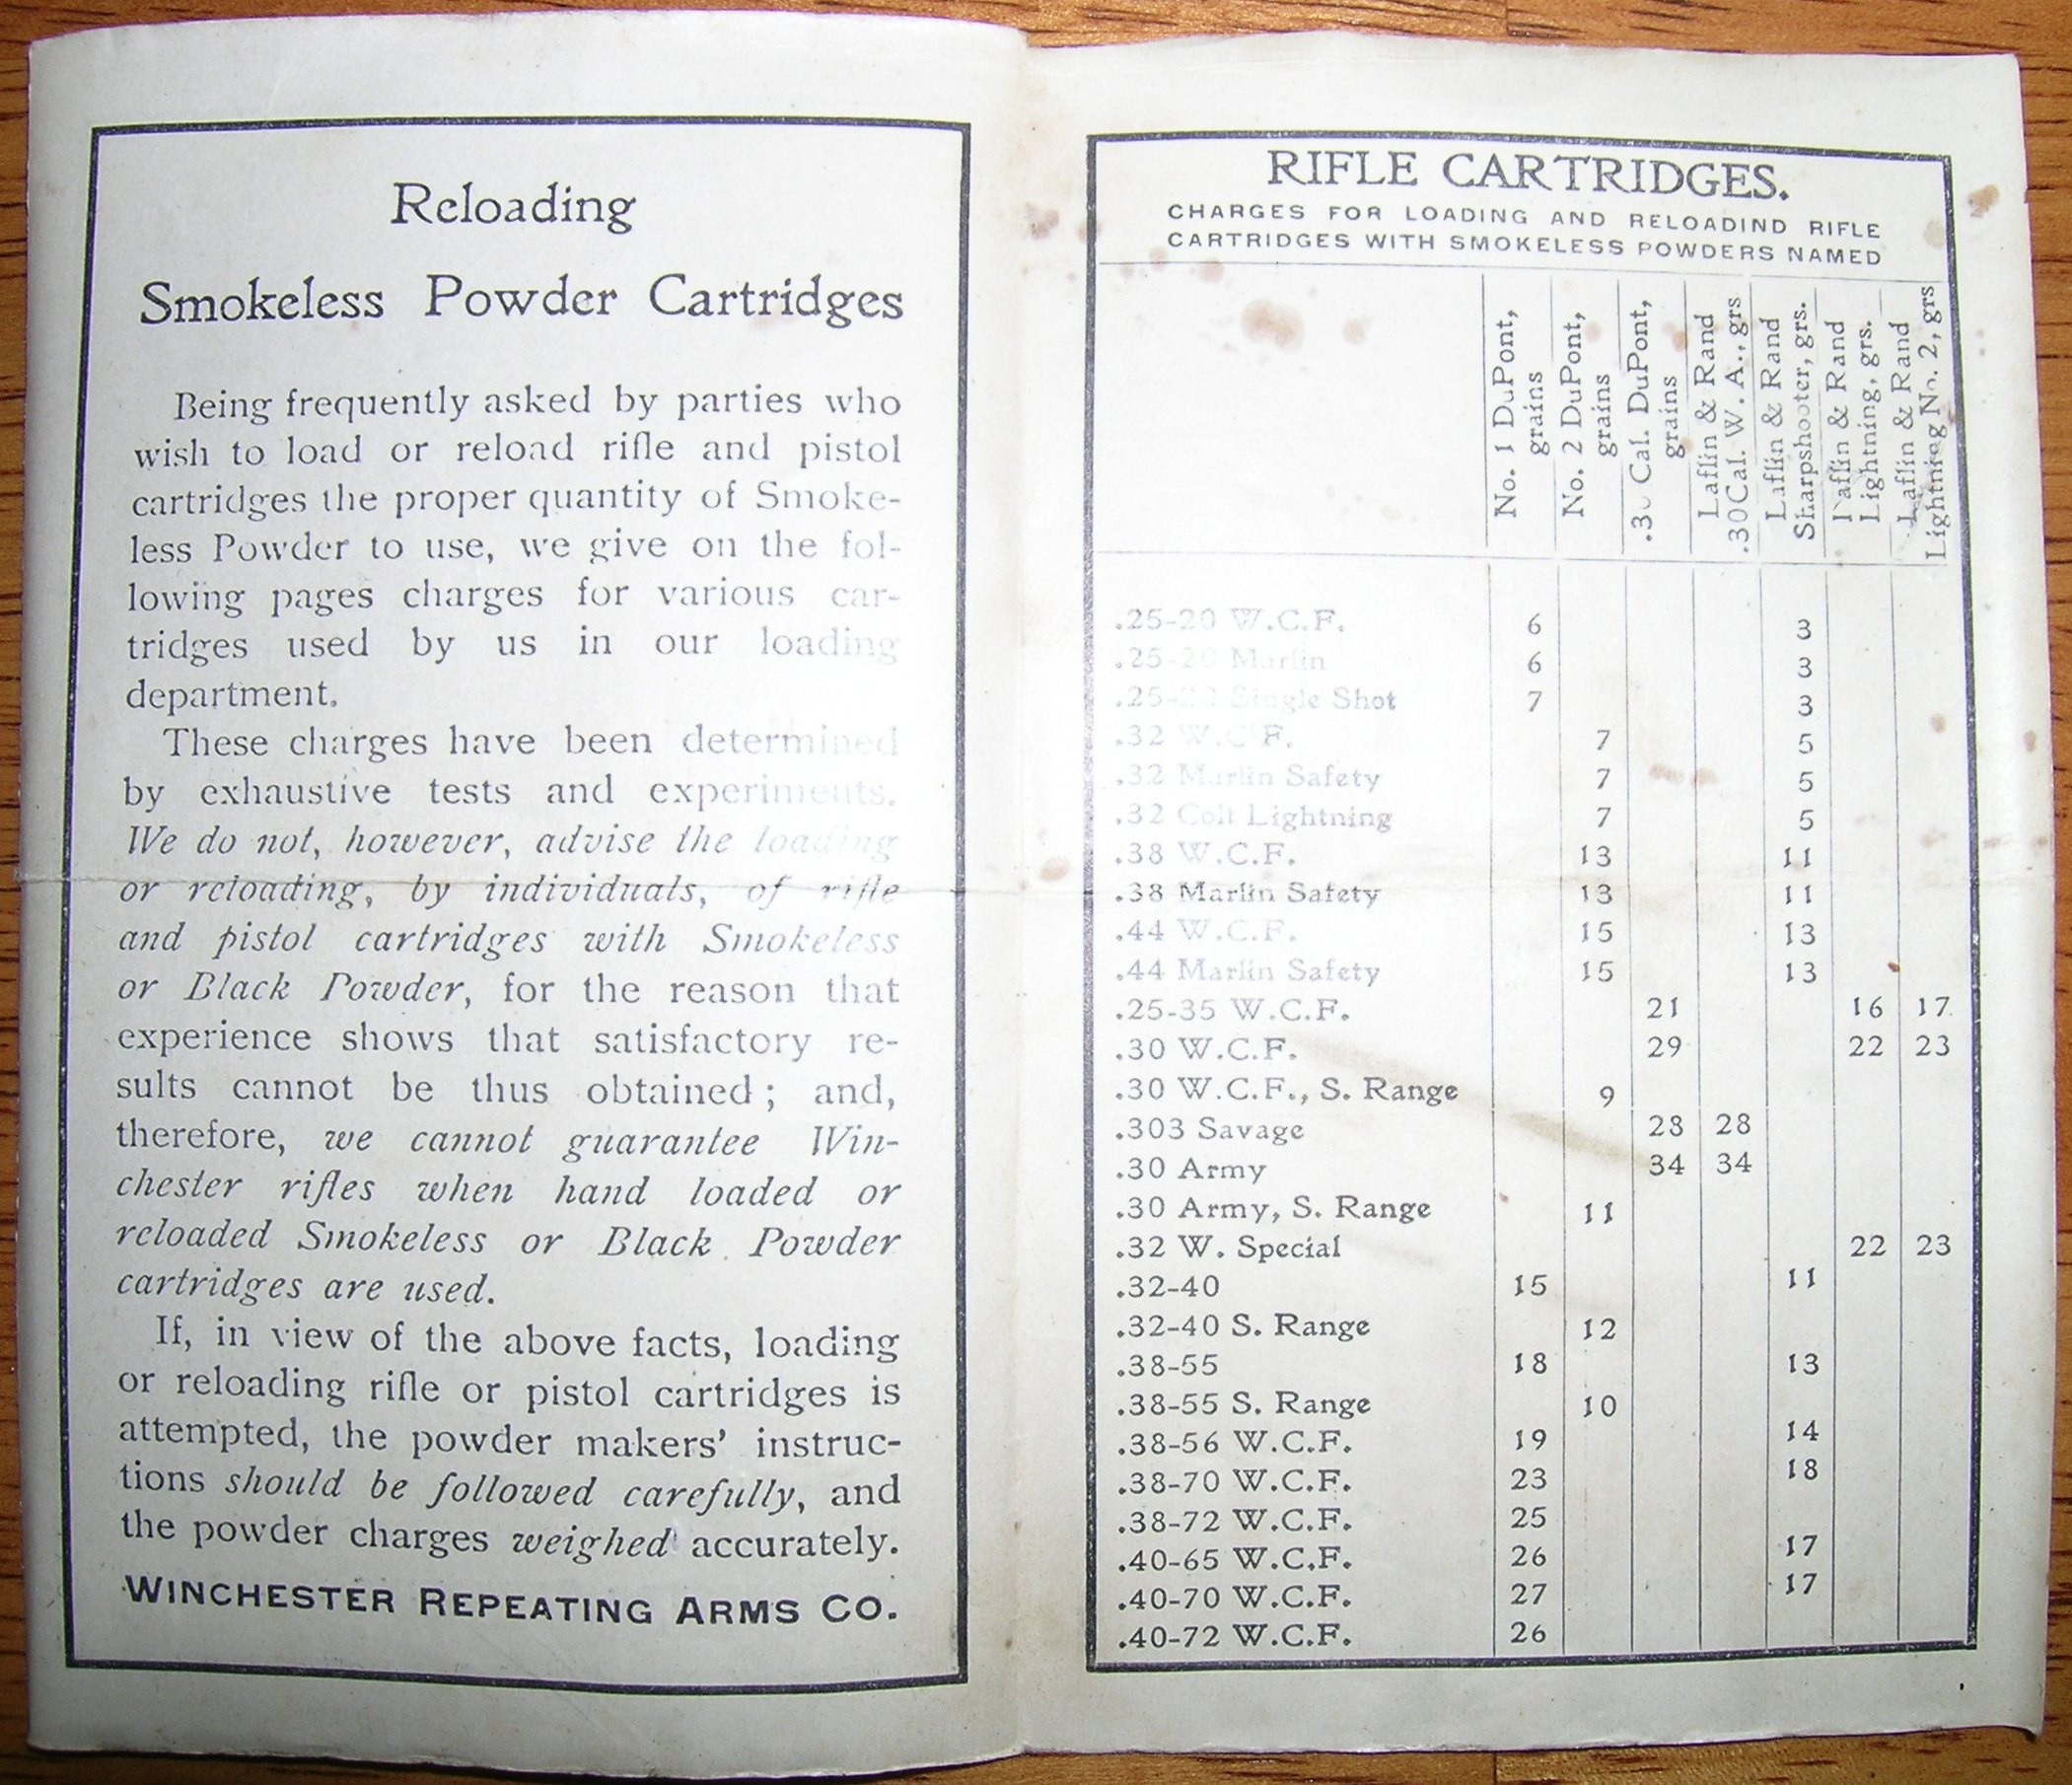 Reloading
Smokeless Powder Cartridges
Being frequently asked by parties who
wish to load or reload rifle and pistol
cartridges the proper quantity of Smoke-
less Powder to use, we give on the fol-
lowing pages charges for various car-
tridges used by us in our loading
department.
These charges have been determined
by exhaustive tests and experiments.
We do not, however, advise the loading
or reloading, by individuals, of rifle
and pistol cartridges with Smokeless
or Black Powder, for the reason that
experience shows that satisfactory re-
sults cannot be thus obtained; and,
therefore, we cannot guarantee Win-
chester rifles when hand loaded or
reloaded Smokeless or Black Powder
cartridges are used.
If, in view of the above facts, loading
or reloading rifle or pistol cartridges is
attempted, the powder makers' instruc-
tions should be followed carefully, and
the powder charges weighed accurately.
WINCHESTER REPEATING ARMS CO.
RIFLE CARTRIDGES.
CHARGES FOR LOADING AND RELOADIND RIFLE
CARTRIDGES WITH SMOKELESS POWDERS NAMED
No. 1 DuPont,
grains
No. 2 DuPont,
grains
.30 Cal. DuPont,
grains
Laflin & Rand
.30Cal. W. A., grs
Laflin & Rand
Sharpshooter, grs.
Laflin & Rand
Lightning, grs.
Laflin & Rand
Lightning No. 2, grs
.25-20 W.C.F. 6 3
.25-20 Marlin 6 3
.25-20 Single Shot 7 3
.32 W.C.F. 7 5
.32 Marlin Safety 7 5
.32 Colt Lightning 7 5
.38 W.C.F. 13 11
.38 Marlin Safety 13 11
.44 W.C.F. 15 13
.44 Marlin Safety 15 13
.25-35 W.C.F. 21 16 17
.30 W.C.F. 29 22 23
.30 W.C.F., S. Range 9
.303 Savage 28 28
.30 Army 34 34
.30 Army, S. Range 11
.32 W. Special 22 23
.32-40 15 11
.32-40 S. Range 12
.38-55 18 13
.38-55 S. Range 10
.38-56 W.C.F. 19 14
.38-70 W.C.F. 23 18
.38-72 W.C.F. 25
.40-65 W.C.F. 26 17
.40-70 W.C.F. 27 17
.40-72 W.C.F. 26